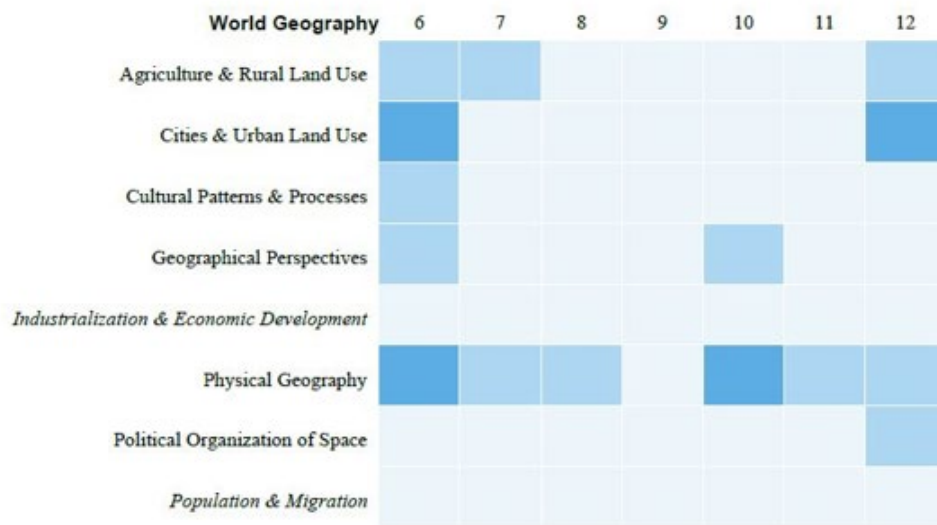 World Geography 6 7 8 9 10 11 12
Agriculture & Rural Land Use
Cities & Urban Land Use
Cultural Patterns & Processes
Geographical Perspectives
Industrialization & Economic Development
Physical Geography
Political Organization of Space
Population & Migration